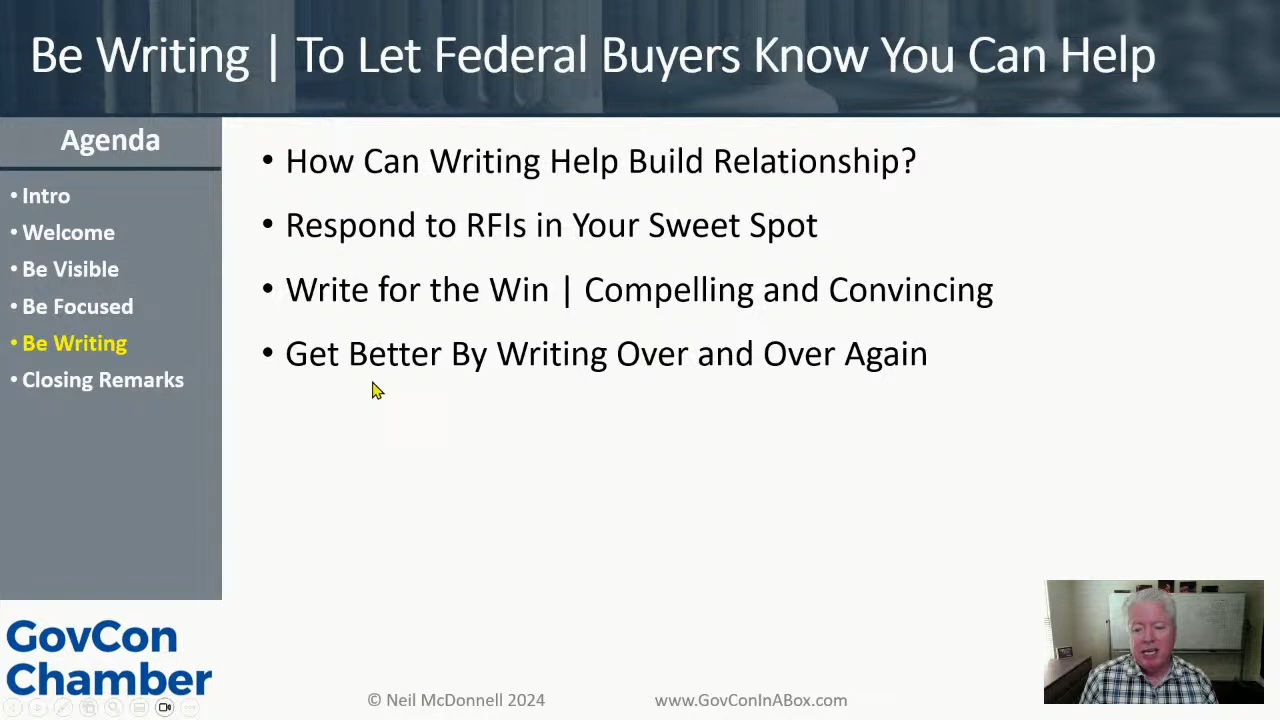 Be Writing | To Let Federal Buyers Know You Can Help
Agenda
• Intro
• Welcome
• Be Visible
• Be Focused
• Be Writing
• Closing Remarks
• How Can Writing Help Build Relationship?
• Respond to RFIs in Your Sweet Spot
• Write for the Win | Compelling and Convincing
• Get Better By Writing Over and Over Again
GovCon
Chamber
© Neil McDonnell 2024
www.GovConInABox.com